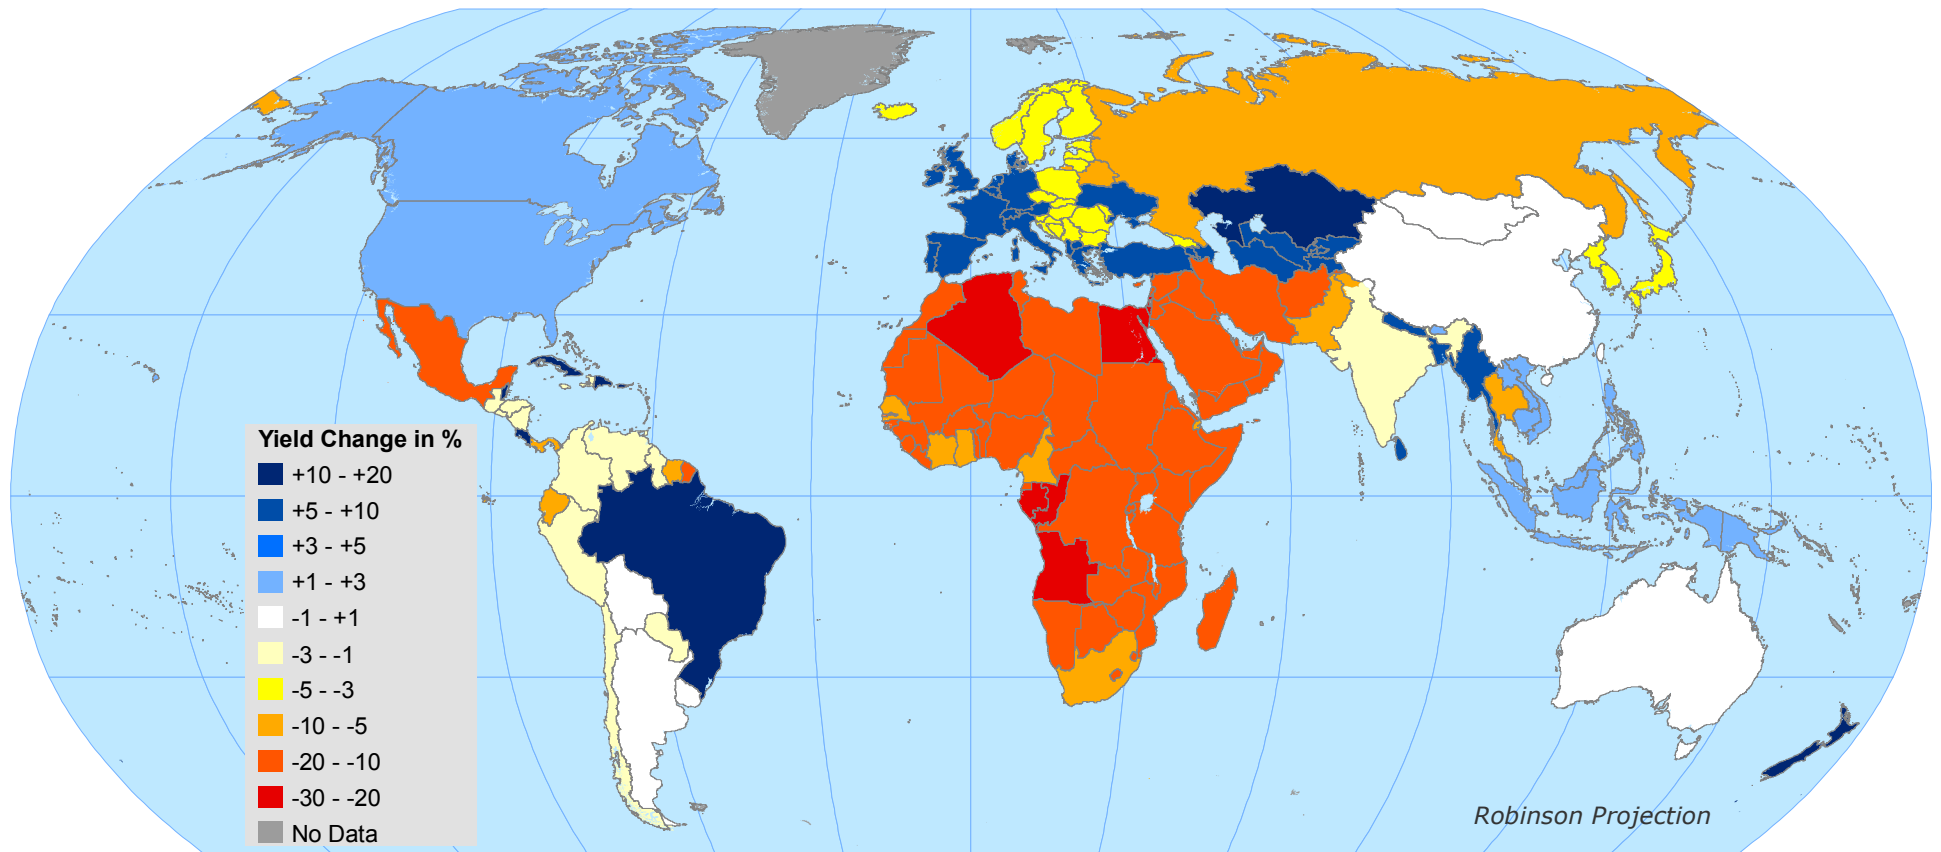 Yield Change in %
+10 - +20
+5 - +10
+3 - +5
+1 - +3
-1 - +1
-3 - -1
-5 - -3
-10 - -5
-20 - -10
-30 - -20
No Data
Robinson Projection